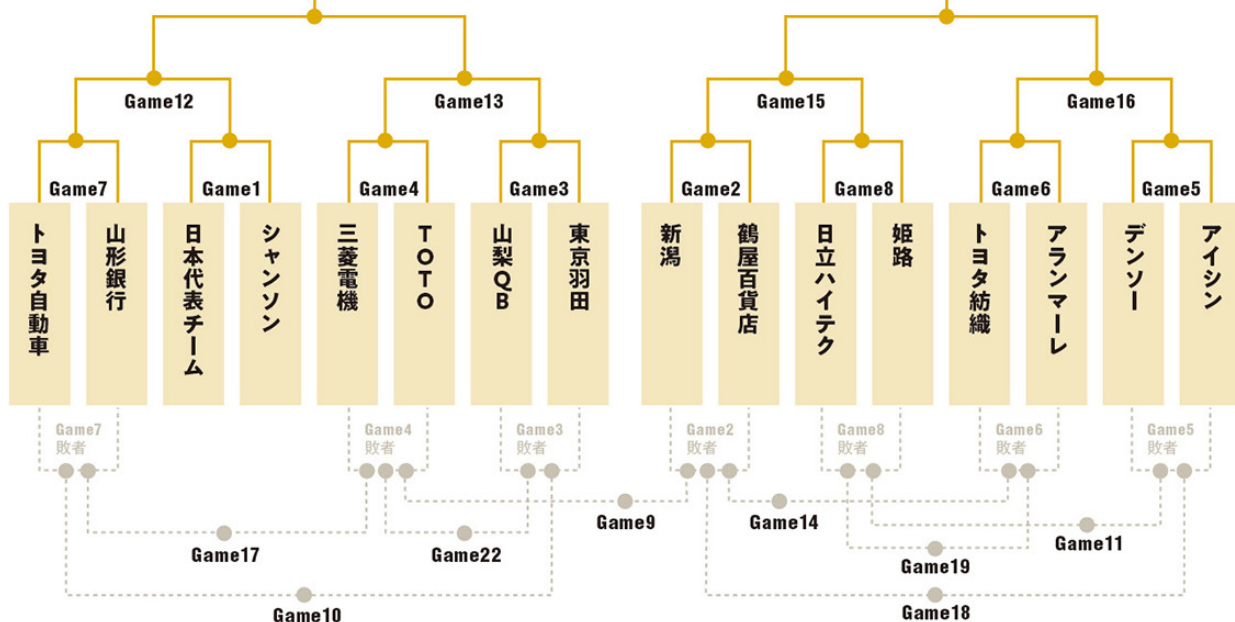 Game12
Game13
Game15
Game16
Game7
Game1
Game4
Game3
Game2
Game8
Game6
Game5
トヨタ自動車
山形銀行
日本代表チーム
シャンソン
三菱電機
TOTO
山梨QB
東京羽田
新潟
鶴屋百貨店
日立ハイテク
姫路
トヨタ紡織
アランマーレ
デンソー
アイシン
Game7
敗者
Game4
敗者
Game3
敗者
Game2
敗者
Game8
敗者
Game6
敗者
Game5
敗者
Game9
Game14
Game17
Game22
Game11
Game19
Game10
Game18